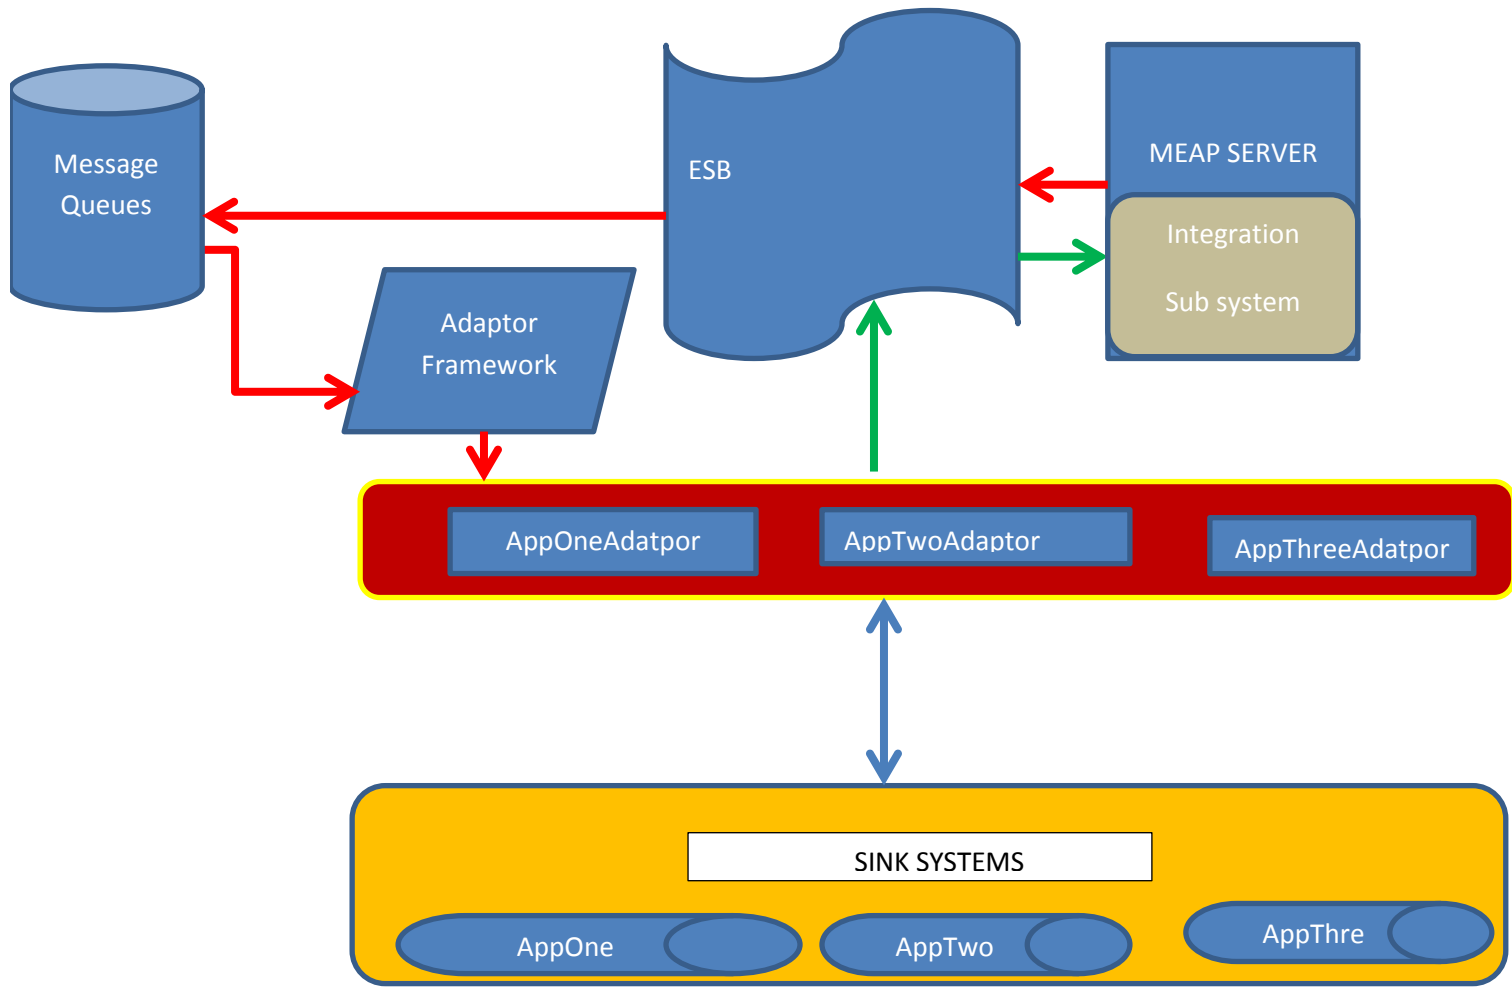 Message
Queues
ESB
MEAP SERVER
Integration
Sub system
Adaptor
Framework
AppOneAdatpor
AppTwoAdaptor
AppThreeAdatpor
SINK SYSTEMS
AppOne
AppTwo
AppThre